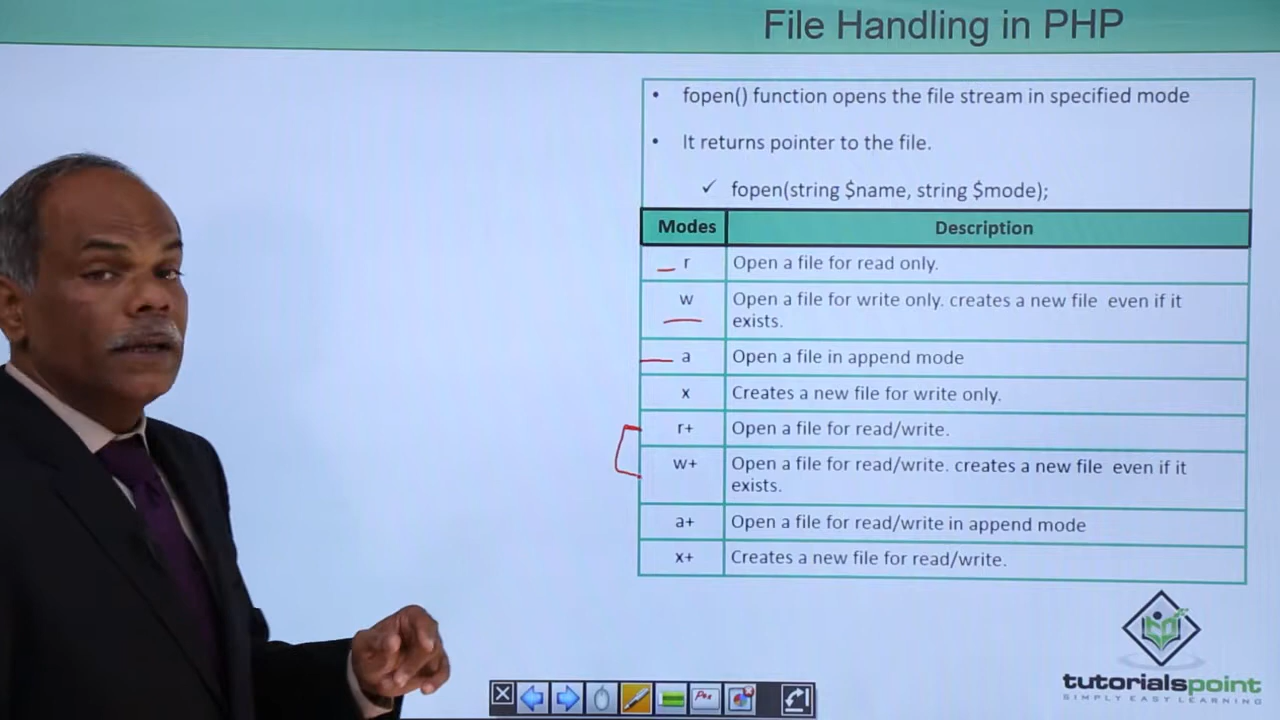 File Handling in PHP
• fopen() function opens the file stream in specified mode
• It returns pointer to the file.
✓ fopen(string $name, string $mode);
Modes Description
r Open a file for read only.
w Open a file for write only. creates a new file even if it
exists.
a Open a file in append mode
x Creates a new file for write only.
r+ Open a file for read/write.
w+ Open a file for read/write. creates a new file even if it
exists.
a+ Open a file for read/write in append mode
x+ Creates a new file for read/write.
tutorialspoint
SIMPLY EASY LEARNING